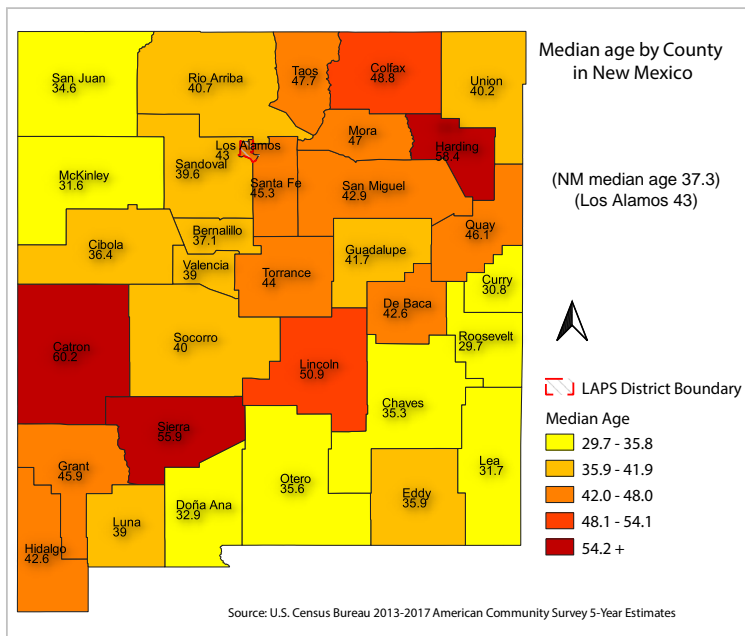 Median age by County
in New Mexico
San Juan
34.6
Rio Arriba
40.7
Taos
47.7
Colfax
48.8
Union
40.2
Mora
47
Harding
58.4
Los Alamos
43
Sandoval
39.6
McKinley
31.6
Santa Fe
45.3
San Miguel
42.9
(NM median age 37.3)
(Los Alamos 43)
Quay
46.1
Bernalillo
37.1
Cibola
36.4
Valencia
39
Torrance
44
Guadalupe
41.7
Curry
30.8
De Baca
42.6
Roosevelt
29.7
Catron
60.2
Socorro
40
Lincoln
50.9
Chaves
35.3
Sierra
55.9
Grant
45.9
Otero
35.6
Lea
31.7
Eddy
35.9
Doña Ana
32.9
Luna
39
Hidalgo
42.6
LAPS District Boundary
Median Age
29.7 - 35.8
35.9 - 41.9
42.0 - 48.0
48.1 - 54.1
54.2 +
Source: U.S. Census Bureau 2013-2017 American Community Survey 5-Year Estimates